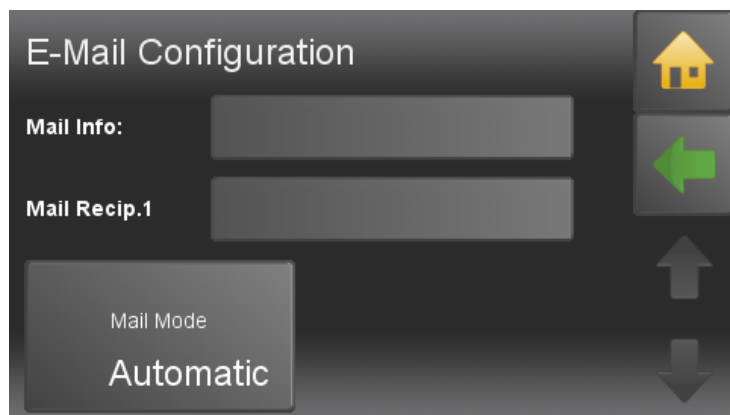 E-Mail Configuration
Mail Info:
Mail Recip.1
Mail Mode
Automatic